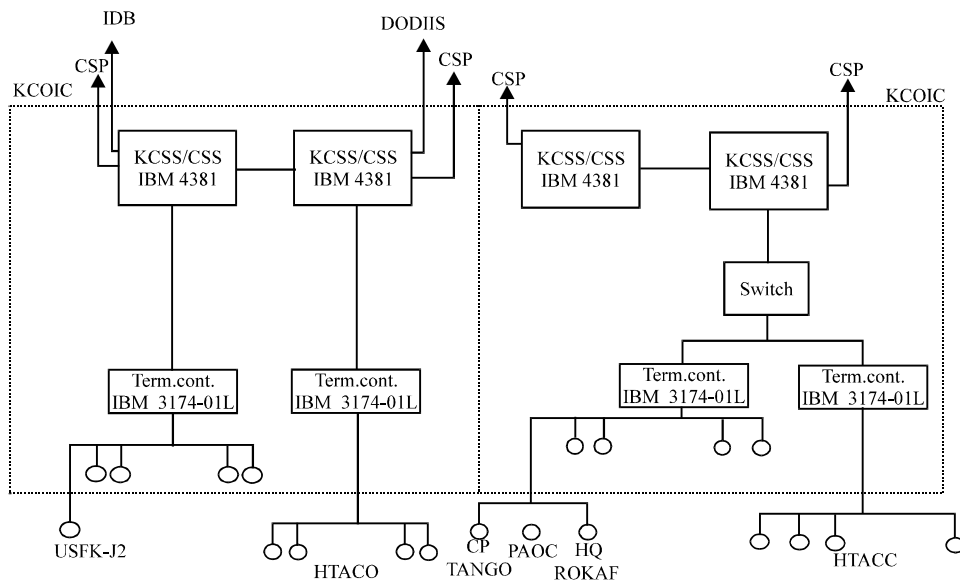 IDB
DODIIS
CSP
CSP
CSP
CSP
KCOIC
KCOIC
KCSS/CSS
IBM 4381
KCSS/CSS
IBM 4381
KCSS/CSS
IBM 4381
KCSS/CSS
IBM 4381
Switch
Term.cont.
IBM 3174-01L
Term.cont.
IBM 3174-01L
Term.cont.
IBM 3174-01L
Term.cont.
IBM 3174-01L
USFK-J2
HTACO
CP
TANGO
PAOC
HQ
ROKAF
HTACC